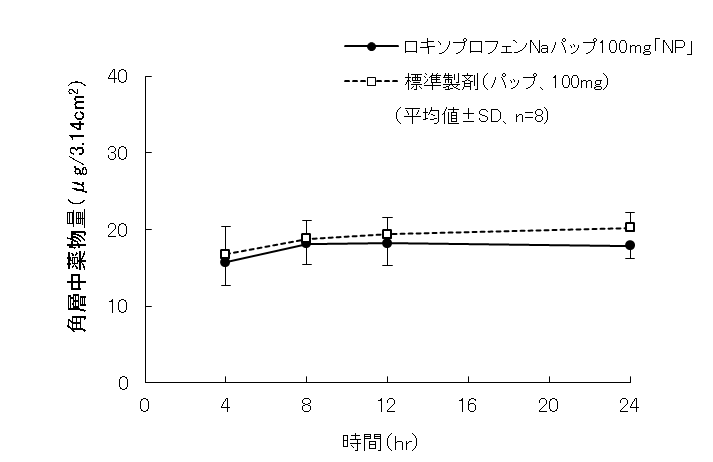 ロキソプロフェンNaパップ100mg「NP」
標準製剤(パップ、100mg)
(平均値±SD、n=8)
角層中薬物量(μg/3.14cm²)
40
30
20
10
0
0 4 8 12 16 20 24
時間(hr)